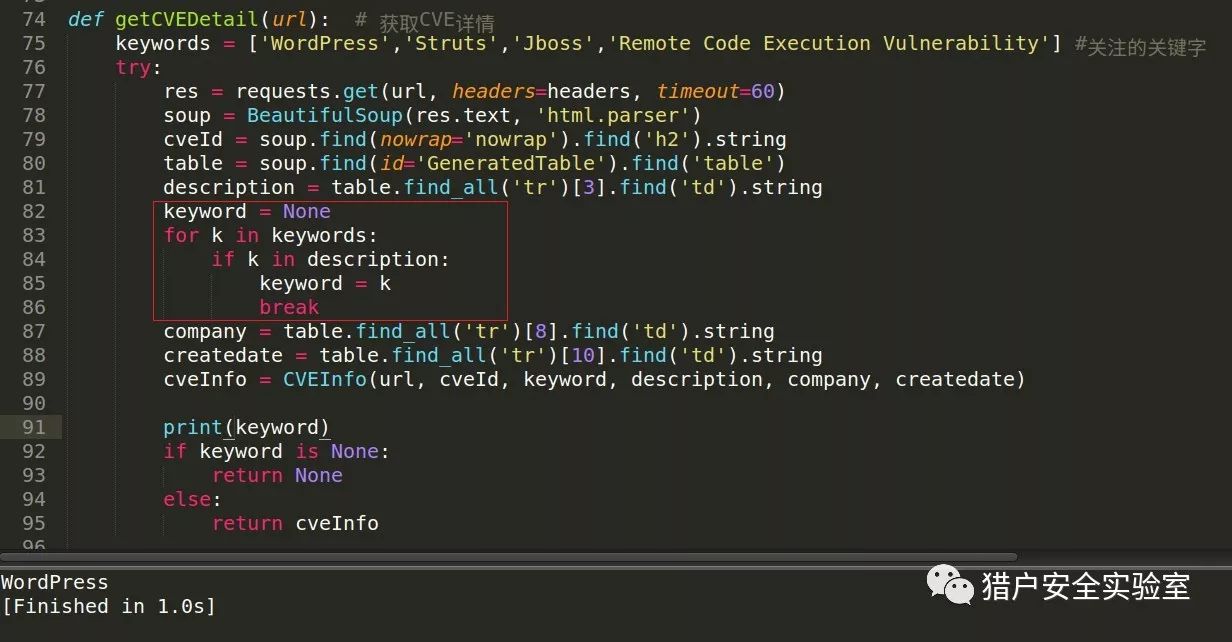 74 def getCVEDetail(url):  # 获取CVE详情
75     keywords = ['WordPress','Struts','Jboss','Remote Code Execution Vulnerability'] #关注的关键字
76     try:
77         res = requests.get(url, headers=headers, timeout=60)
78         soup = BeautifulSoup(res.text, 'html.parser')
79         cveId = soup.find(nowrap='nowrap').find('h2').string
80         table = soup.find(id='GeneratedTable').find('table')
81         description = table.find_all('tr')[3].find('td').string
82         keyword = None
83         for k in keywords:
84             if k in description:
85                 keyword = k
86                 break
87         company = table.find_all('tr')[8].find('td').string
88         createdate = table.find_all('tr')[10].find('td').string
89         cveInfo = CVEInfo(url, cveId, keyword, description, company, createdate)
90
91         print(keyword)
92         if keyword is None:
93             return None
94         else:
95             return cveInfo
96
WordPress
[Finished in 1.0s]
猎户安全实验室